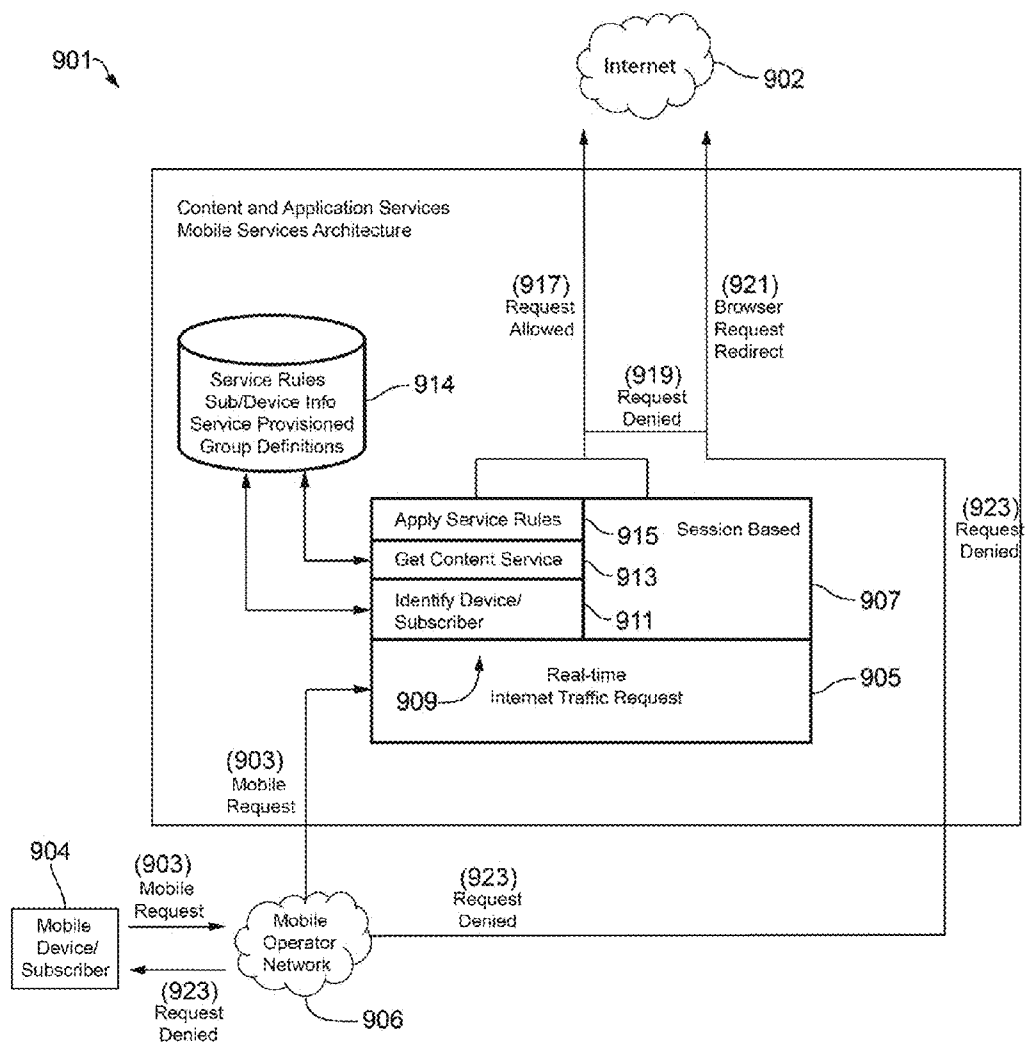 901
Internet
902
Content and Application Services
Mobile Services Architecture
(917)
Request
Allowed
(921)
Browser
Request
Redirect
(919)
Request
Denied
Service Rules
Sub/Device Info
Service Provisioned
Group Definitions
914
(923)
Request
Denied
Apply Service Rules
915
Session Based
Get Content Service
913
Identify Device/
Subscriber
911
907
909
Real-time
Internet Traffic Request
905
(903)
Mobile
Request
904
(903)
Mobile
Request
(923)
Request
Denied
Mobile
Device/
Subscriber
Mobile
Operator
Network
(923)
Request
Denied
906